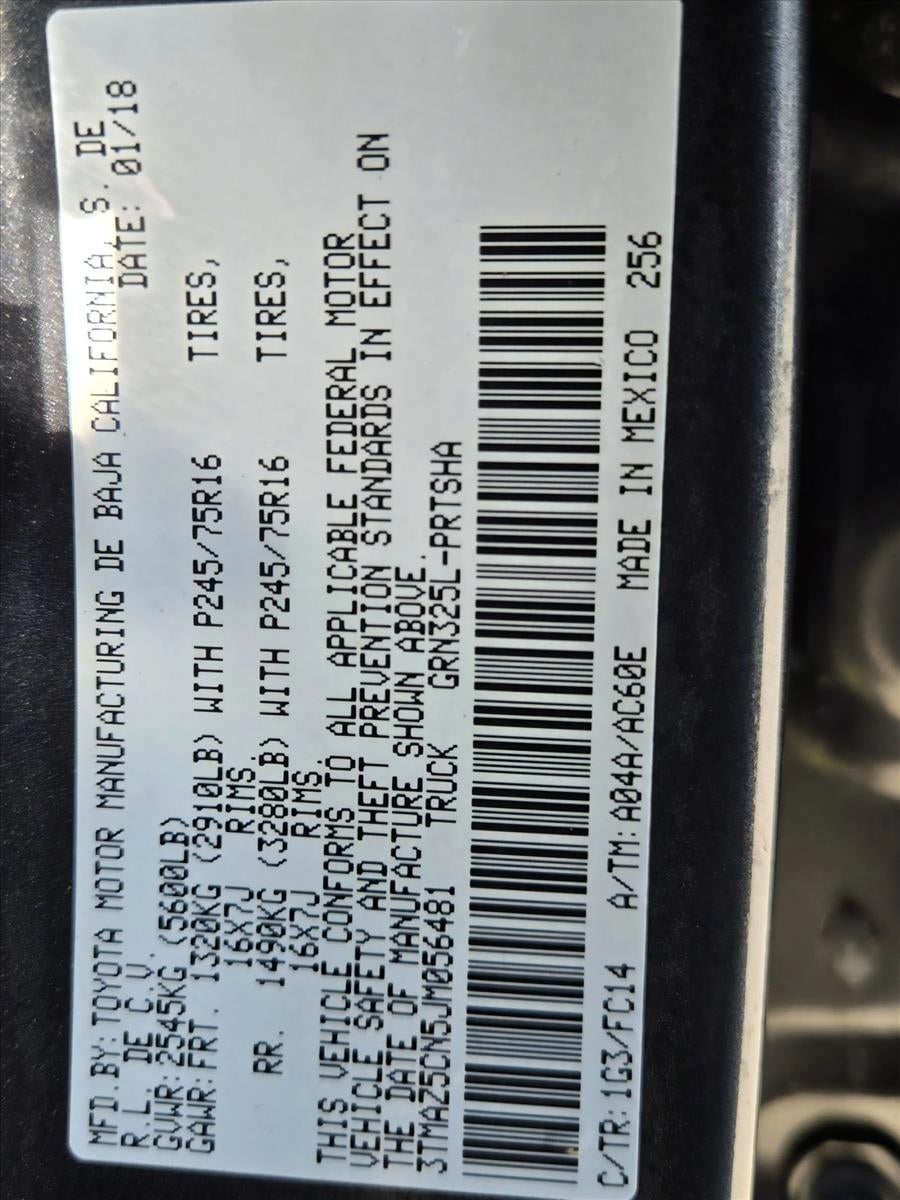 MFD.BY:TOYOTA MOTOR MANUFACTURING DE BAJA CALIFORNIA, S. DE
R.L. DE C.V. DATE: 01/18
GVWR:2545KG (5600LB)
GAWR:FRT. 1320KG (2910LB) WITH P245/75R16 TIRES,
16X7J RIMS.
RR. 1490KG (3280LB) WITH P245/75R16 TIRES,
16X7J RIMS.
THIS VEHICLE CONFORMS TO ALL APPLICABLE FEDERAL MOTOR
VEHICLE SAFETY AND THEFT PREVENTION STANDARDS IN EFFECT ON
THE DATE OF MANUFACTURE SHOWN ABOVE.
3TMAZ5CN5JM056481 TRUCK GRN325L-PRTSHA
C/TR:1G3/FC14 A/TM:A04A/AC60E MADE IN MEXICO 256